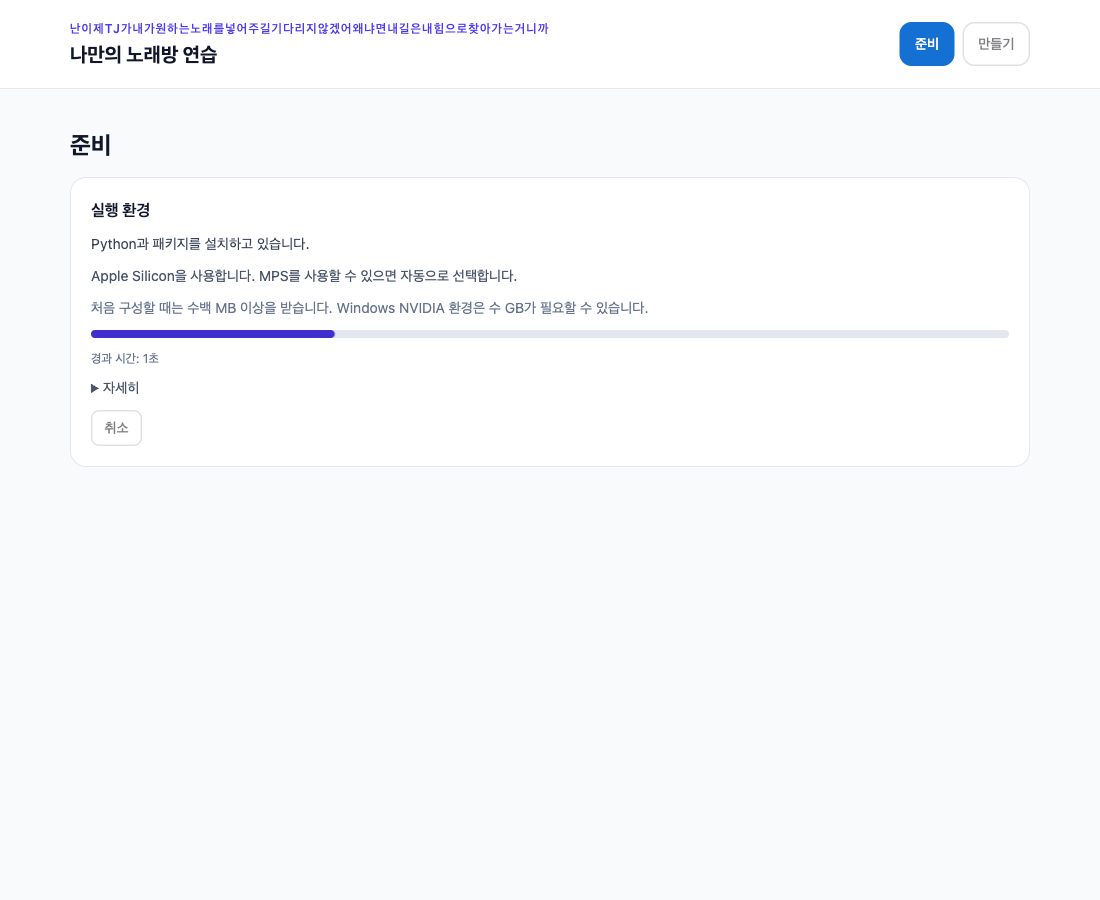 난이제TJ가내가원하는노래를넣어주길기다리지않겠어왜냐면내길은내힘으로찾아가는거니까
나만의 노래방 연습
준비
만들기
준비
실행 환경
Python과 패키지를 설치하고 있습니다.
Apple Silicon을 사용합니다. MPS를 사용할 수 있으면 자동으로 선택합니다.
처음 구성할 때는 수백 MB 이상을 받습니다. Windows NVIDIA 환경은 수 GB가 필요할 수 있습니다.
경과 시간: 1초
▶ 자세히
취소